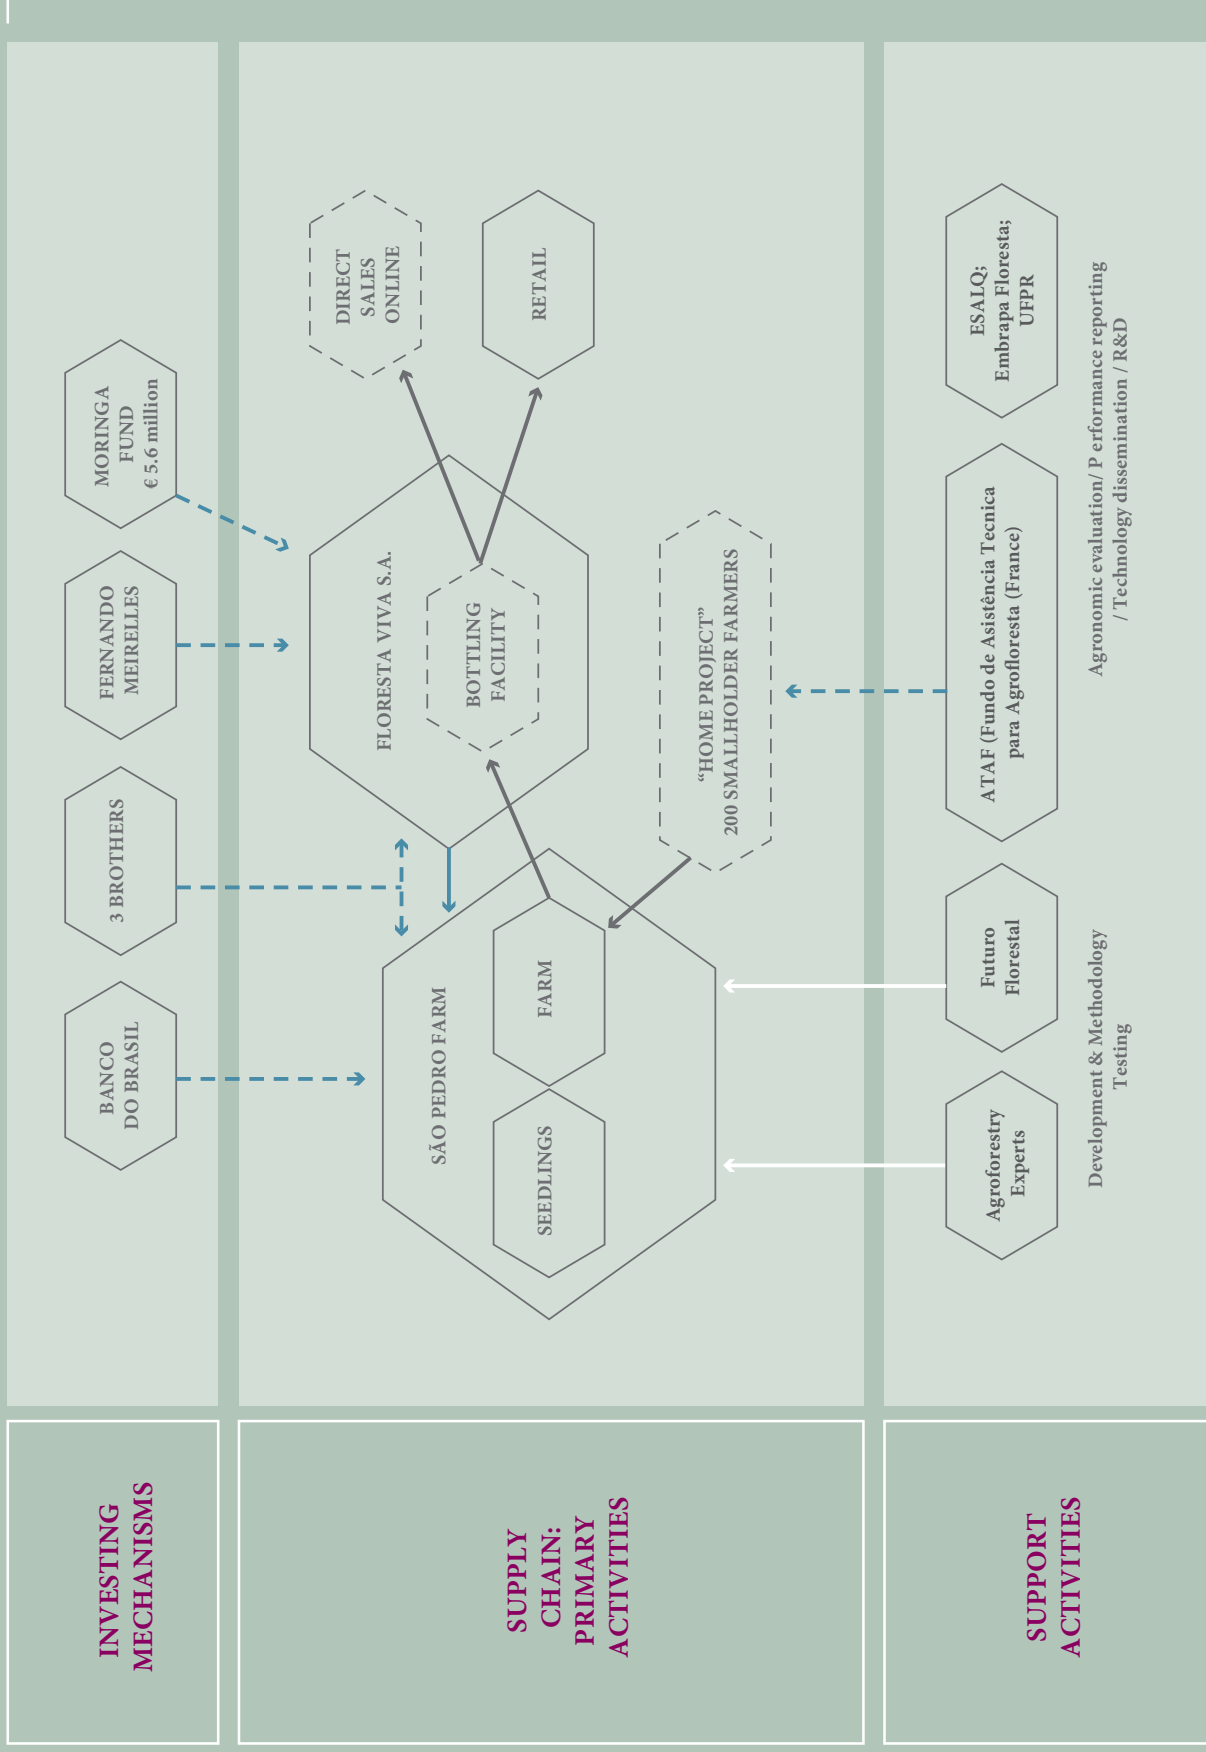 INVESTING
MECHANISMS
BANCO
DO BRASIL
3 BROTHERS
FERNANDO
MEIRELLES
MORINGA
FUND
€ 5.6 million
SUPPLY
CHAIN:
PRIMARY
ACTIVITIES
SÃO PEDRO FARM
SEEDLINGS
FARM
FLORESTA VIVA S.A.
BOTTLING
FACILITY
DIRECT
SALES
ONLINE
RETAIL
“HOME PROJECT”
200 SMALLHOLDER FARMERS
SUPPORT
ACTIVITIES
Agroforestry
Experts
Futuro
Florestal
Development & Methodology
Testing
ATAF (Fundo de Asistência Tecnica
para Agrofloresta (France)
ESALQ;
Embrapa Floresta;
UFPR
Agronomic evaluation/ P erformance reporting
/ Technology dissemination / R&D